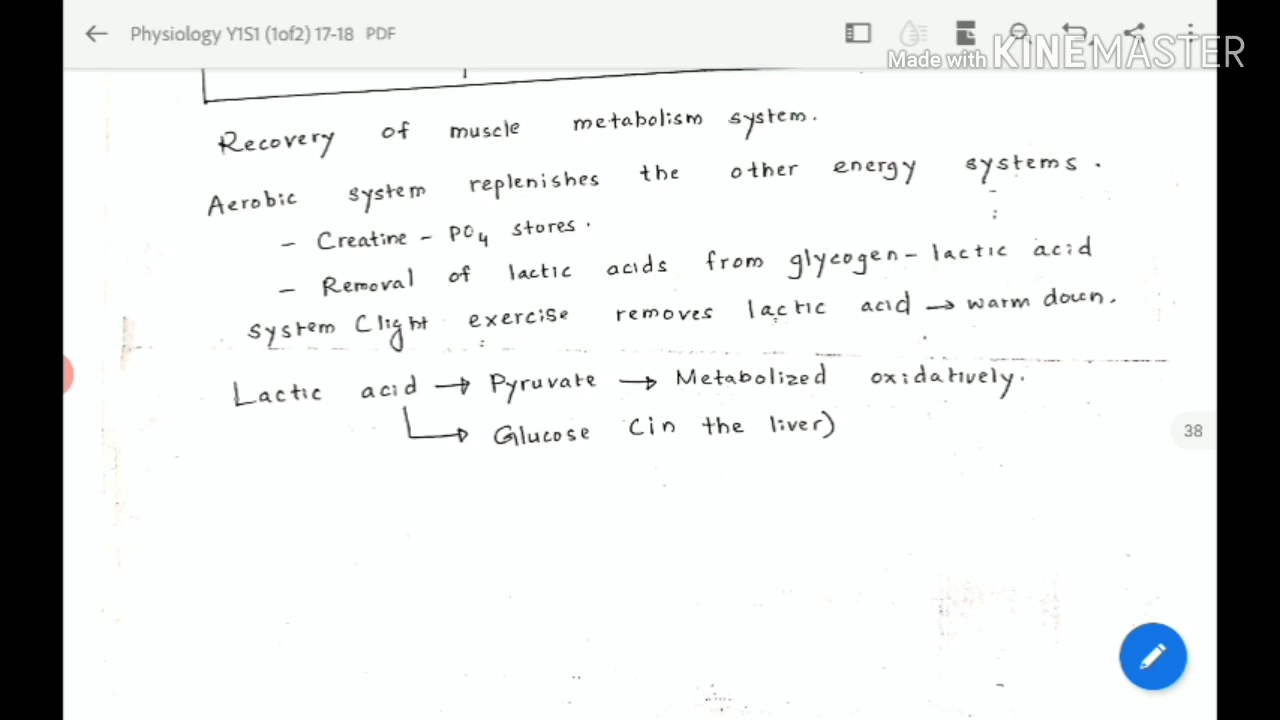 Physiology Y1S1 (1of2) 17-18 PDF
Made with KINEMASTER
Recovery of muscle metabolism system.
Aerobic system replenishes the other energy systems.
- Creatine - PO4 stores.
- Removal of lactic acids from glycogen - lactic acid
system (light exercise removes lactic acid → warm down.
Lactic acid → Pyruvate → Metabolized oxidatively.
→ Glucose (in the liver)
38